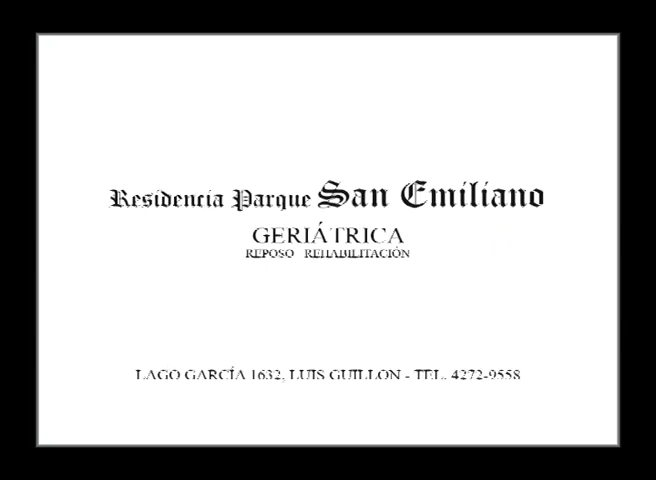 Residencia Parque San Emiliano
GERIÁTRICA
REPOSO REHABILITACIÓN
LAGO GARCÍA 1632, LUIS GUILLON - TEL. 4272-9558